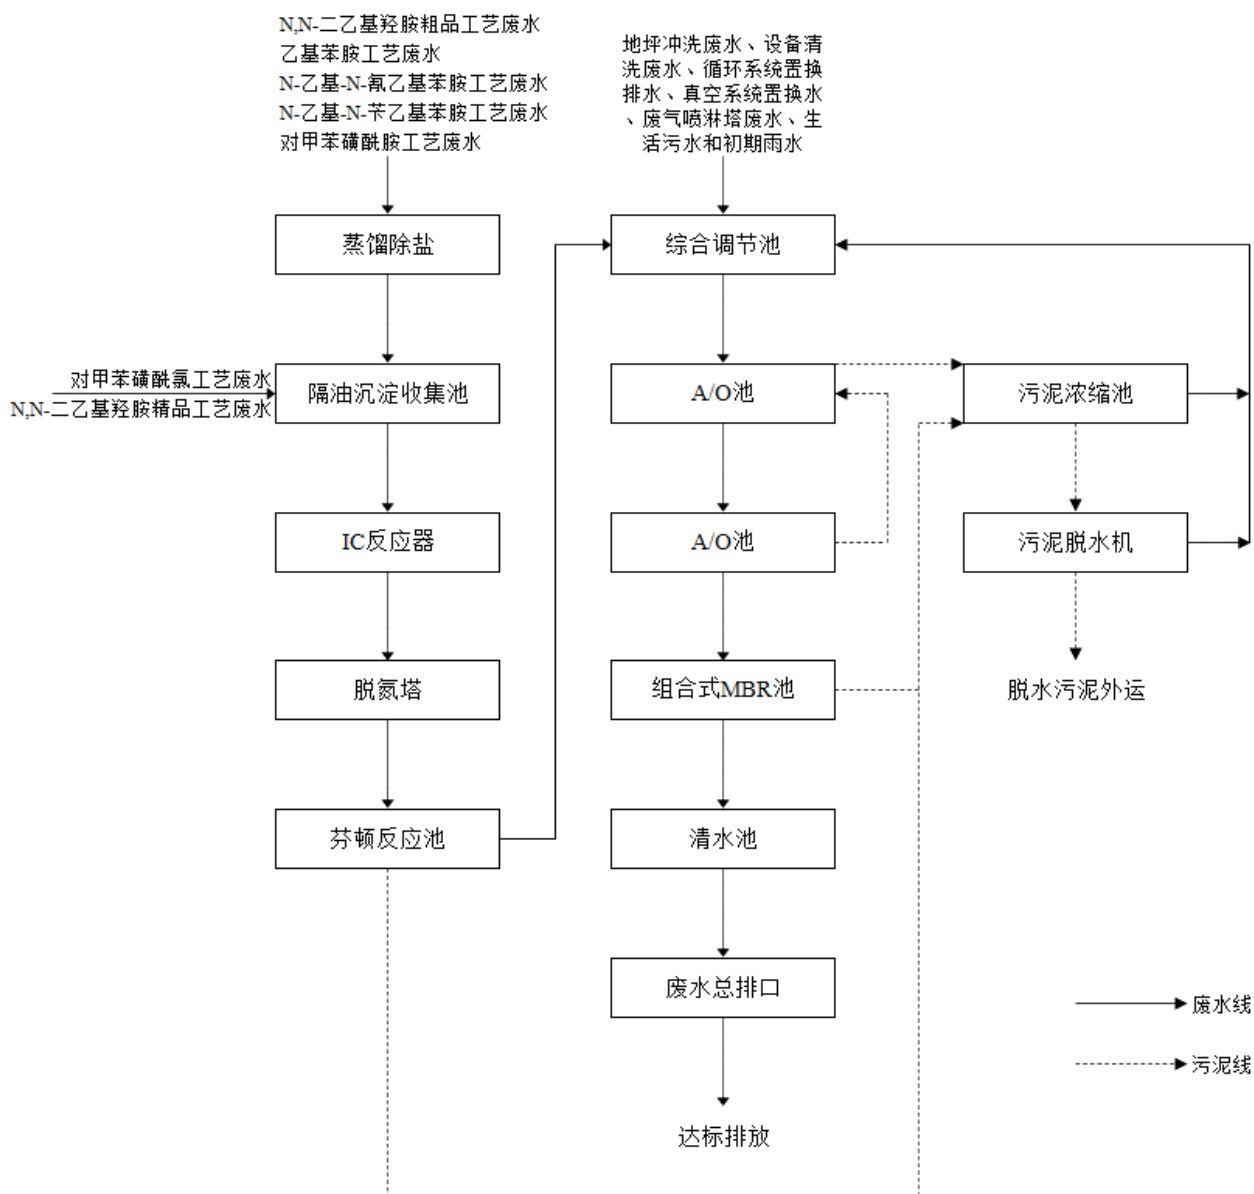 N,N-二乙基羟胺粗品工艺废水
乙基苯胺工艺废水
N-乙基-N-氰乙基苯胺工艺废水
N-乙基-N-苄乙基苯胺工艺废水
对甲苯磺酰胺工艺废水
地坪冲洗废水、设备清
洗废水、循环系统置换
排水、真空系统置换水
、废气喷淋塔废水、生
活污水和初期雨水
蒸馏除盐
综合调节池
对甲苯磺酰氯工艺废水
N,N-二乙基羟胺精品工艺废水
隔油沉淀收集池
A/O池
污泥浓缩池
IC反应器
A/O池
污泥脱水机
脱氮塔
组合式MBR池
脱水污泥外运
芬顿反应池
清水池
废水总排口
废水线
污泥线
达标排放